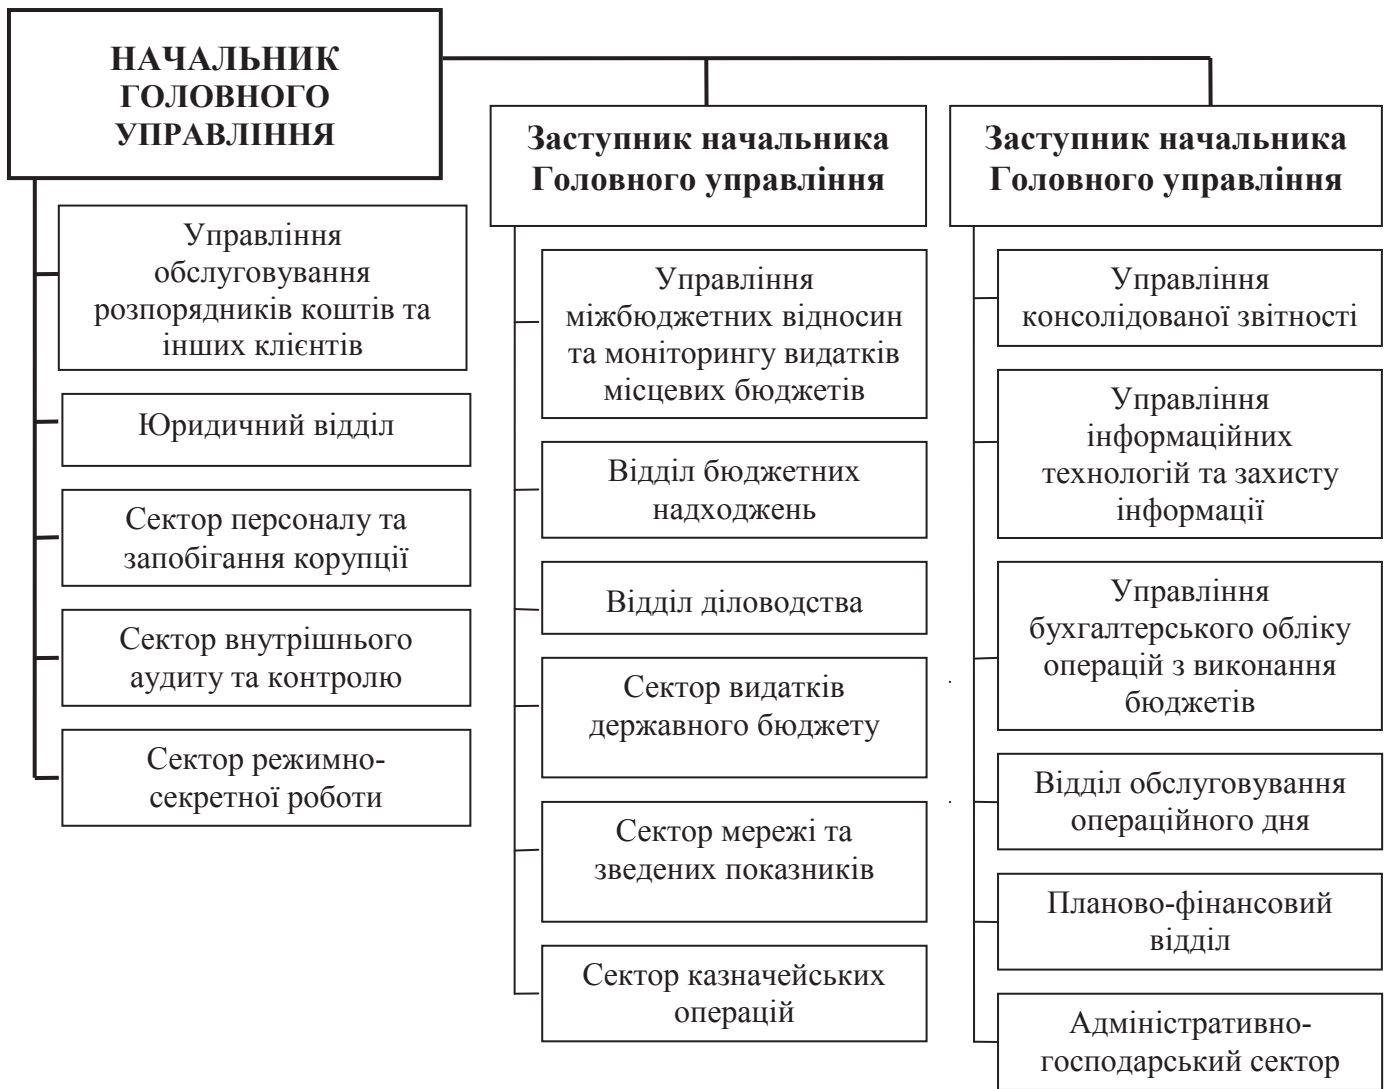 НАЧАЛЬНИК
ГОЛОВНОГО
УПРАВЛІННЯ
Управління
обслуговування
розпорядників коштів та
інших клієнтів
Юридичний відділ
Сектор персоналу та
запобігання корупції
Сектор внутрішнього
аудиту та контролю
Сектор режимно-
секретної роботи
Заступник начальника
Головного управління
Управління
міжбюджетних відносин
та моніторингу видатків
місцевих бюджетів
Відділ бюджетних
надходжень
Відділ діловодства
Сектор видатків
державного бюджету
Сектор мережі та
зведених показників
Сектор казначейських
операцій
Заступник начальника
Головного управління
Управління
консолідованої звітності
Управління
інформаційних
технологій та захисту
інформації
Управління
бухгалтерського обліку
операцій з виконання
бюджетів
Відділ обслуговування
операційного дня
Планово-фінансовий
відділ
Адміністративно-
господарський сектор